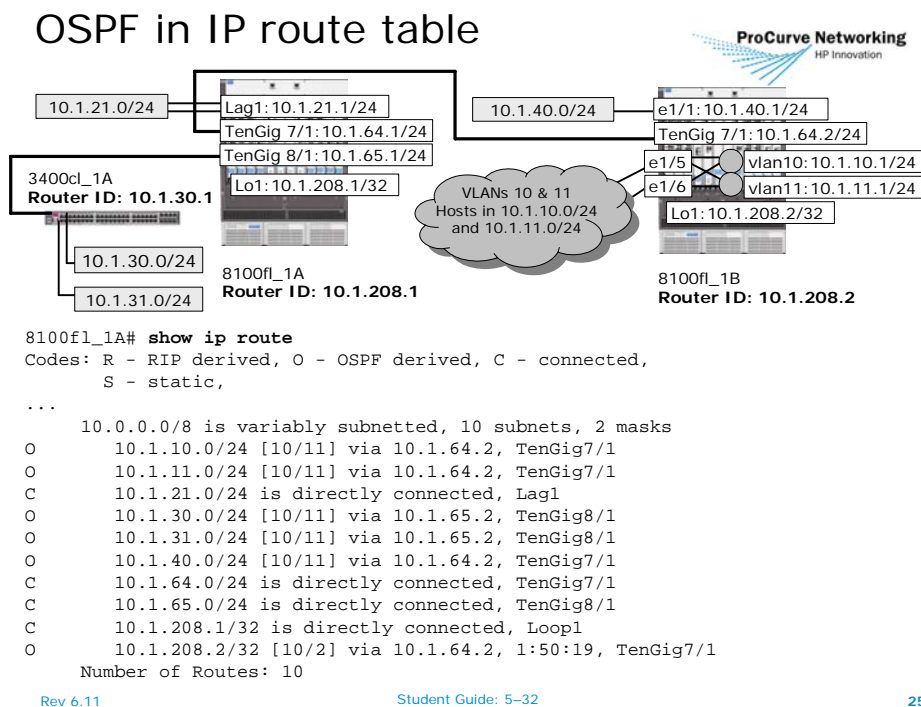 OSPF in IP route table
ProCurve Networking
HP Innovation
10.1.21.0/24
Lag1:10.1.21.1/24
TenGig 7/1:10.1.64.1/24
TenGig 8/1:10.1.65.1/24
Lo1:10.1.208.1/32
3400cl_1A
Router ID: 10.1.30.1
10.1.30.0/24
10.1.31.0/24
8100fl_1A
Router ID: 10.1.208.1
VLANs 10 & 11
Hosts in 10.1.10.0/24
and 10.1.11.0/24
10.1.40.0/24
e1/1:10.1.40.1/24
TenGig 7/1:10.1.64.2/24
e1/5
vlan10:10.1.10.1/24
e1/6
vlan11:10.1.11.1/24
Lo1:10.1.208.2/32
8100fl_1B
Router ID: 10.1.208.2
8100fl_1A# show ip route
Codes: R - RIP derived, O - OSPF derived, C - connected,
S - static,
...
10.0.0.0/8 is variably subnetted, 10 subnets, 2 masks
O 10.1.10.0/24 [10/11] via 10.1.64.2, TenGig7/1
O 10.1.11.0/24 [10/11] via 10.1.64.2, TenGig7/1
C 10.1.21.0/24 is directly connected, Lag1
O 10.1.30.0/24 [10/11] via 10.1.65.2, TenGig8/1
O 10.1.31.0/24 [10/11] via 10.1.65.2, TenGig8/1
O 10.1.40.0/24 [10/11] via 10.1.64.2, TenGig7/1
C 10.1.64.0/24 is directly connected, TenGig7/1
C 10.1.65.0/24 is directly connected, TenGig8/1
C 10.1.208.1/32 is directly connected, Loop1
O 10.1.208.2/32 [10/2] via 10.1.64.2, 1:50:19, TenGig7/1
Number of Routes: 10
Rev 6.11
Student Guide: 5–32
25